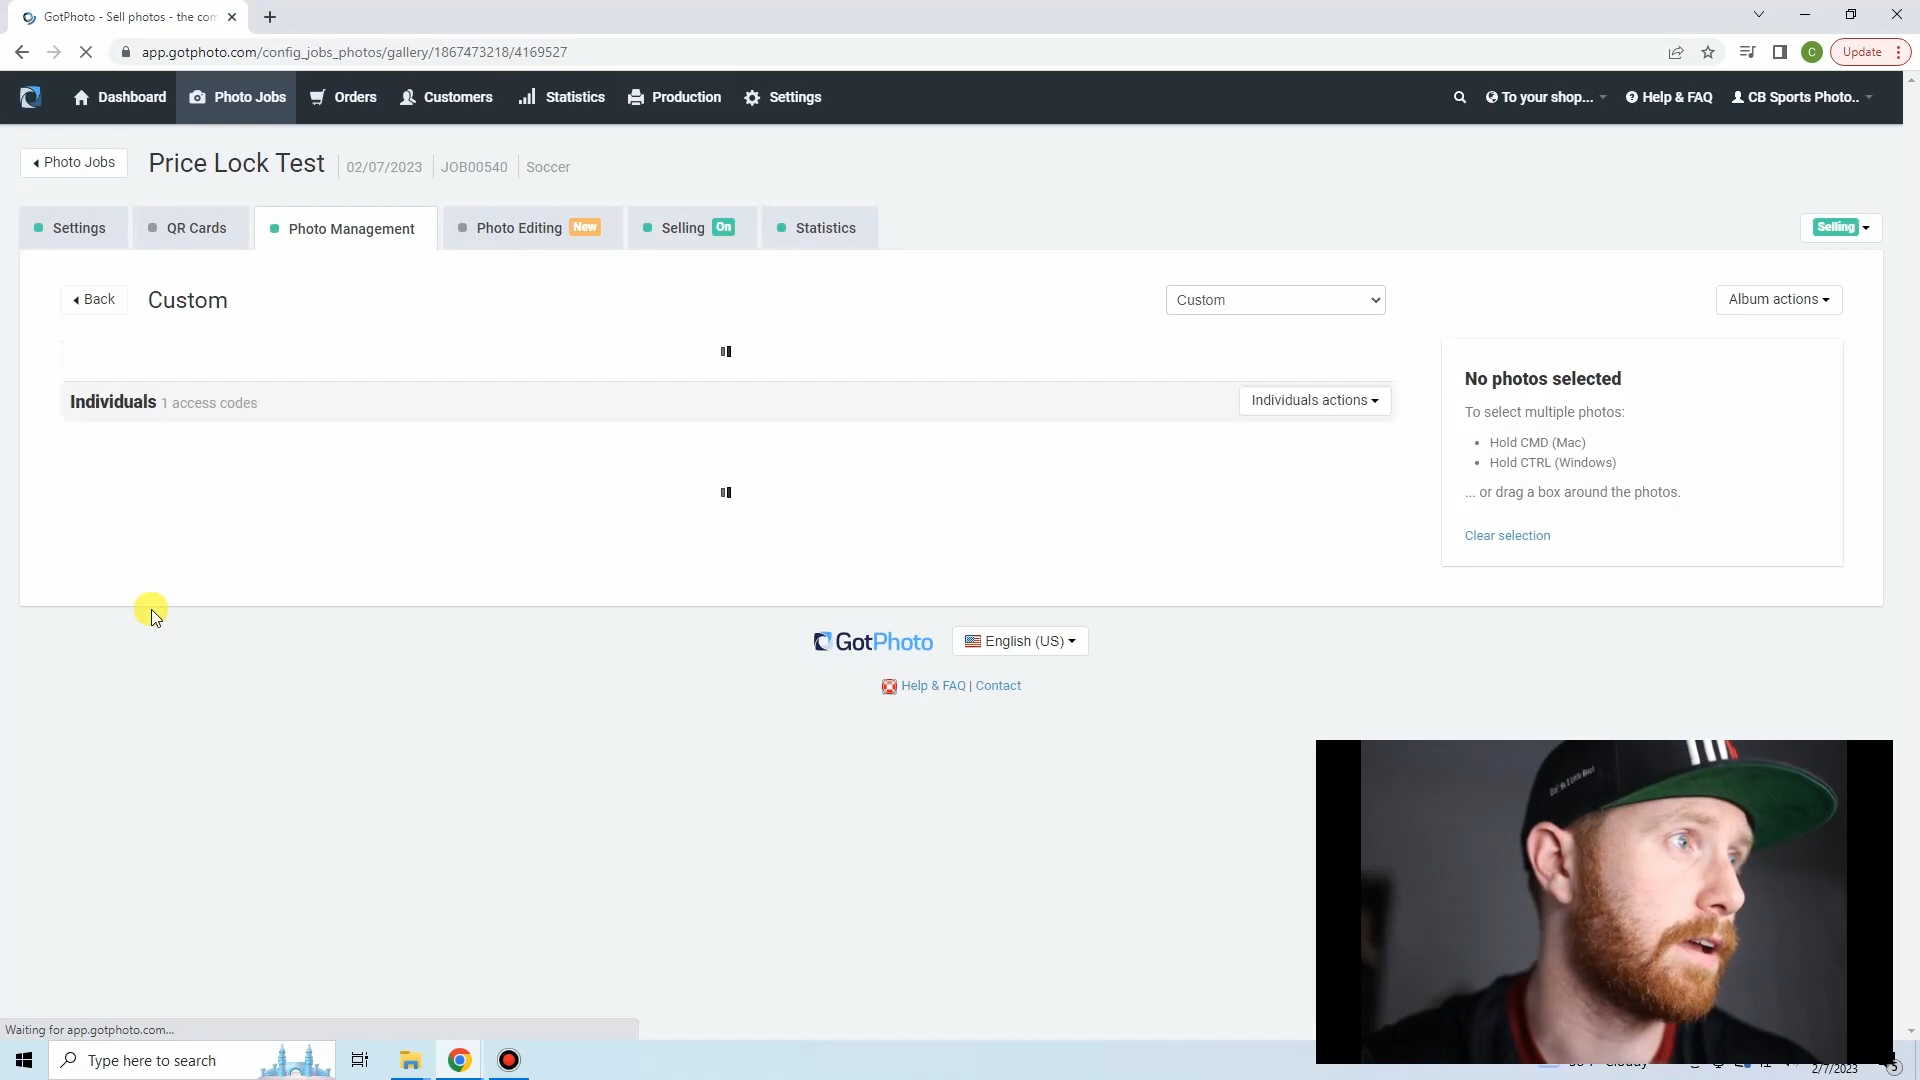 GotPhoto - Sell photos - the com
app.gotphoto.com/config_jobs_photos/gallery/1867473218/4169527
C
Update
Dashboard
Photo Jobs
Orders
Customers
Statistics
Production
Settings
To your shop...
Help & FAQ
CB Sports Photo..
Photo Jobs
Price Lock Test
02/07/2023
JOB00540
Soccer
Settings
QR Cards
Photo Management
Photo Editing New
Selling On
Statistics
Selling
Back
Custom
Custom
Album actions
Individuals 1 access codes
Individuals actions
No photos selected
To select multiple photos:
• Hold CMD (Mac)
• Hold CTRL (Windows)
... or drag a box around the photos.
Clear selection
GotPhoto
English (US)
Help & FAQ | Contact
Waiting for app.gotphoto.com...
Type here to search
2/7/2023
5